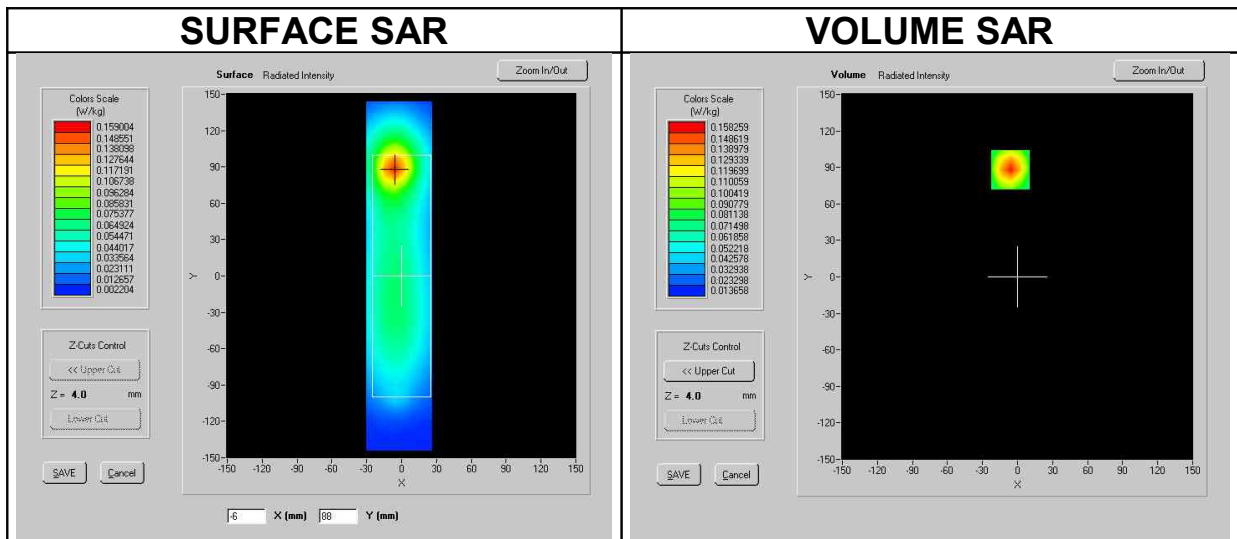 SURFACE SAR
VOLUME SAR
Surface Radiated Intensity
Zoom In/Out
Colors Scale
(W/kg)
0.159004
0.148551
0.138098
0.127644
0.117191
0.106738
0.096284
0.085831
0.075377
0.064924
0.054471
0.044017
0.033564
0.023111
0.012657
0.002204
Z-Cuts Control
<< Upper Cut
Z = 4.0 mm
Lower Cut
SAVE
Cancel
150
120
90
60
30
0
-30
-60
-90
-120
-150
Y
-150 -120 -90 -60 -30 0 30 60 90 120 150
X
-6 X (mm) 88 Y (mm)
Volume Radiated Intensity
Zoom In/Out
Colors Scale
(W/kg)
0.158259
0.148619
0.138979
0.129339
0.119699
0.110059
0.100419
0.090779
0.081138
0.071498
0.061858
0.052218
0.042578
0.032938
0.023298
0.013658
Z-Cuts Control
<< Upper Cut
Z = 4.0 mm
Lower Cut
SAVE
Cancel
150
120
90
60
30
0
-30
-60
-90
-120
-150
Y
-150 -120 -90 -60 -30 0 30 60 90 120 150
X